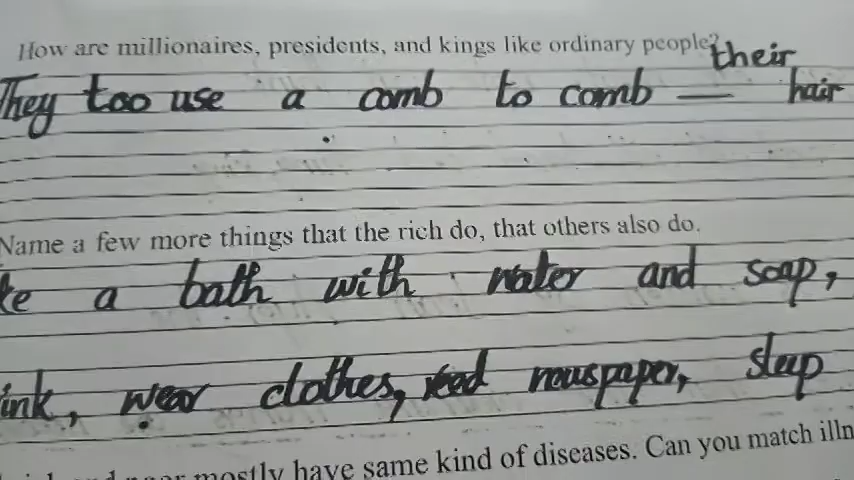 How are millionaires, presidents, and kings like ordinary people?
their
They too use a comb to comb — hair
Name a few more things that the rich do, that others also do.
ke a bath with water and soap,
ink, wear clothes, read newspaper, sleep
mostly have same kind of diseases. Can you match illn